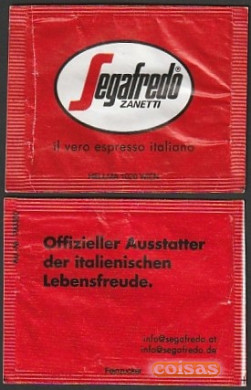 Segafredo®
ZANETTI
il vero espresso italiano
Offizieller Ausstatter
der italienischen
Lebensfreude.
info@segafredo.at
info@segafredo.de
coisas